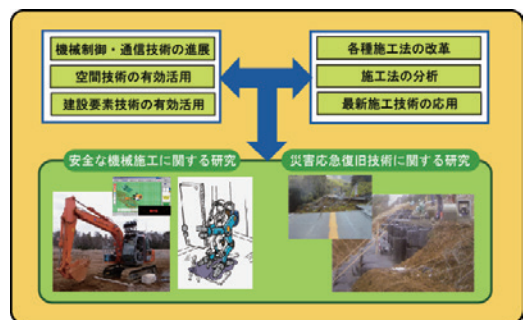 機械制御・通信技術の進展
空間技術の有効活用
建設要素技術の有効活用
各種施工法の改革
施工法の分析
最新施工技術の応用
安全な機械施工に関する研究
災害応急復旧技術に関する研究